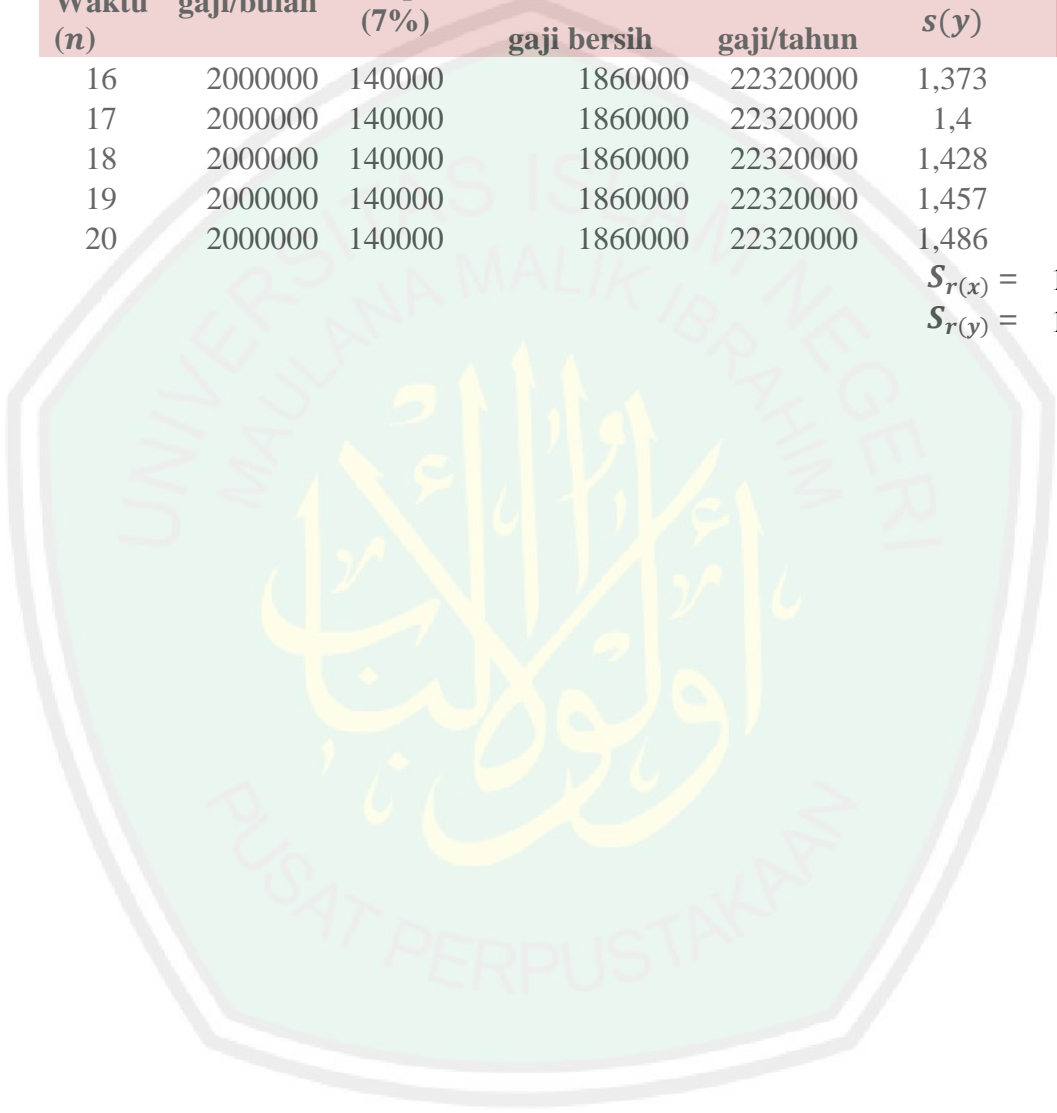 Waktu gaji/bulan
(n) (7%) gaji bersih gaji/tahun s(y)
16 2000000 140000 1860000 22320000 1,373
17 2000000 140000 1860000 22320000 1,4
18 2000000 140000 1860000 22320000 1,428
19 2000000 140000 1860000 22320000 1,457
20 2000000 140000 1860000 22320000 1,486
S_r(x) =
S_r(y) =
UNIVERSITAS ISLAM NEGERI
MAULANA MALIK IBRAHIM
أولوا الألباب
PUSAT PERPUSTAKAAN